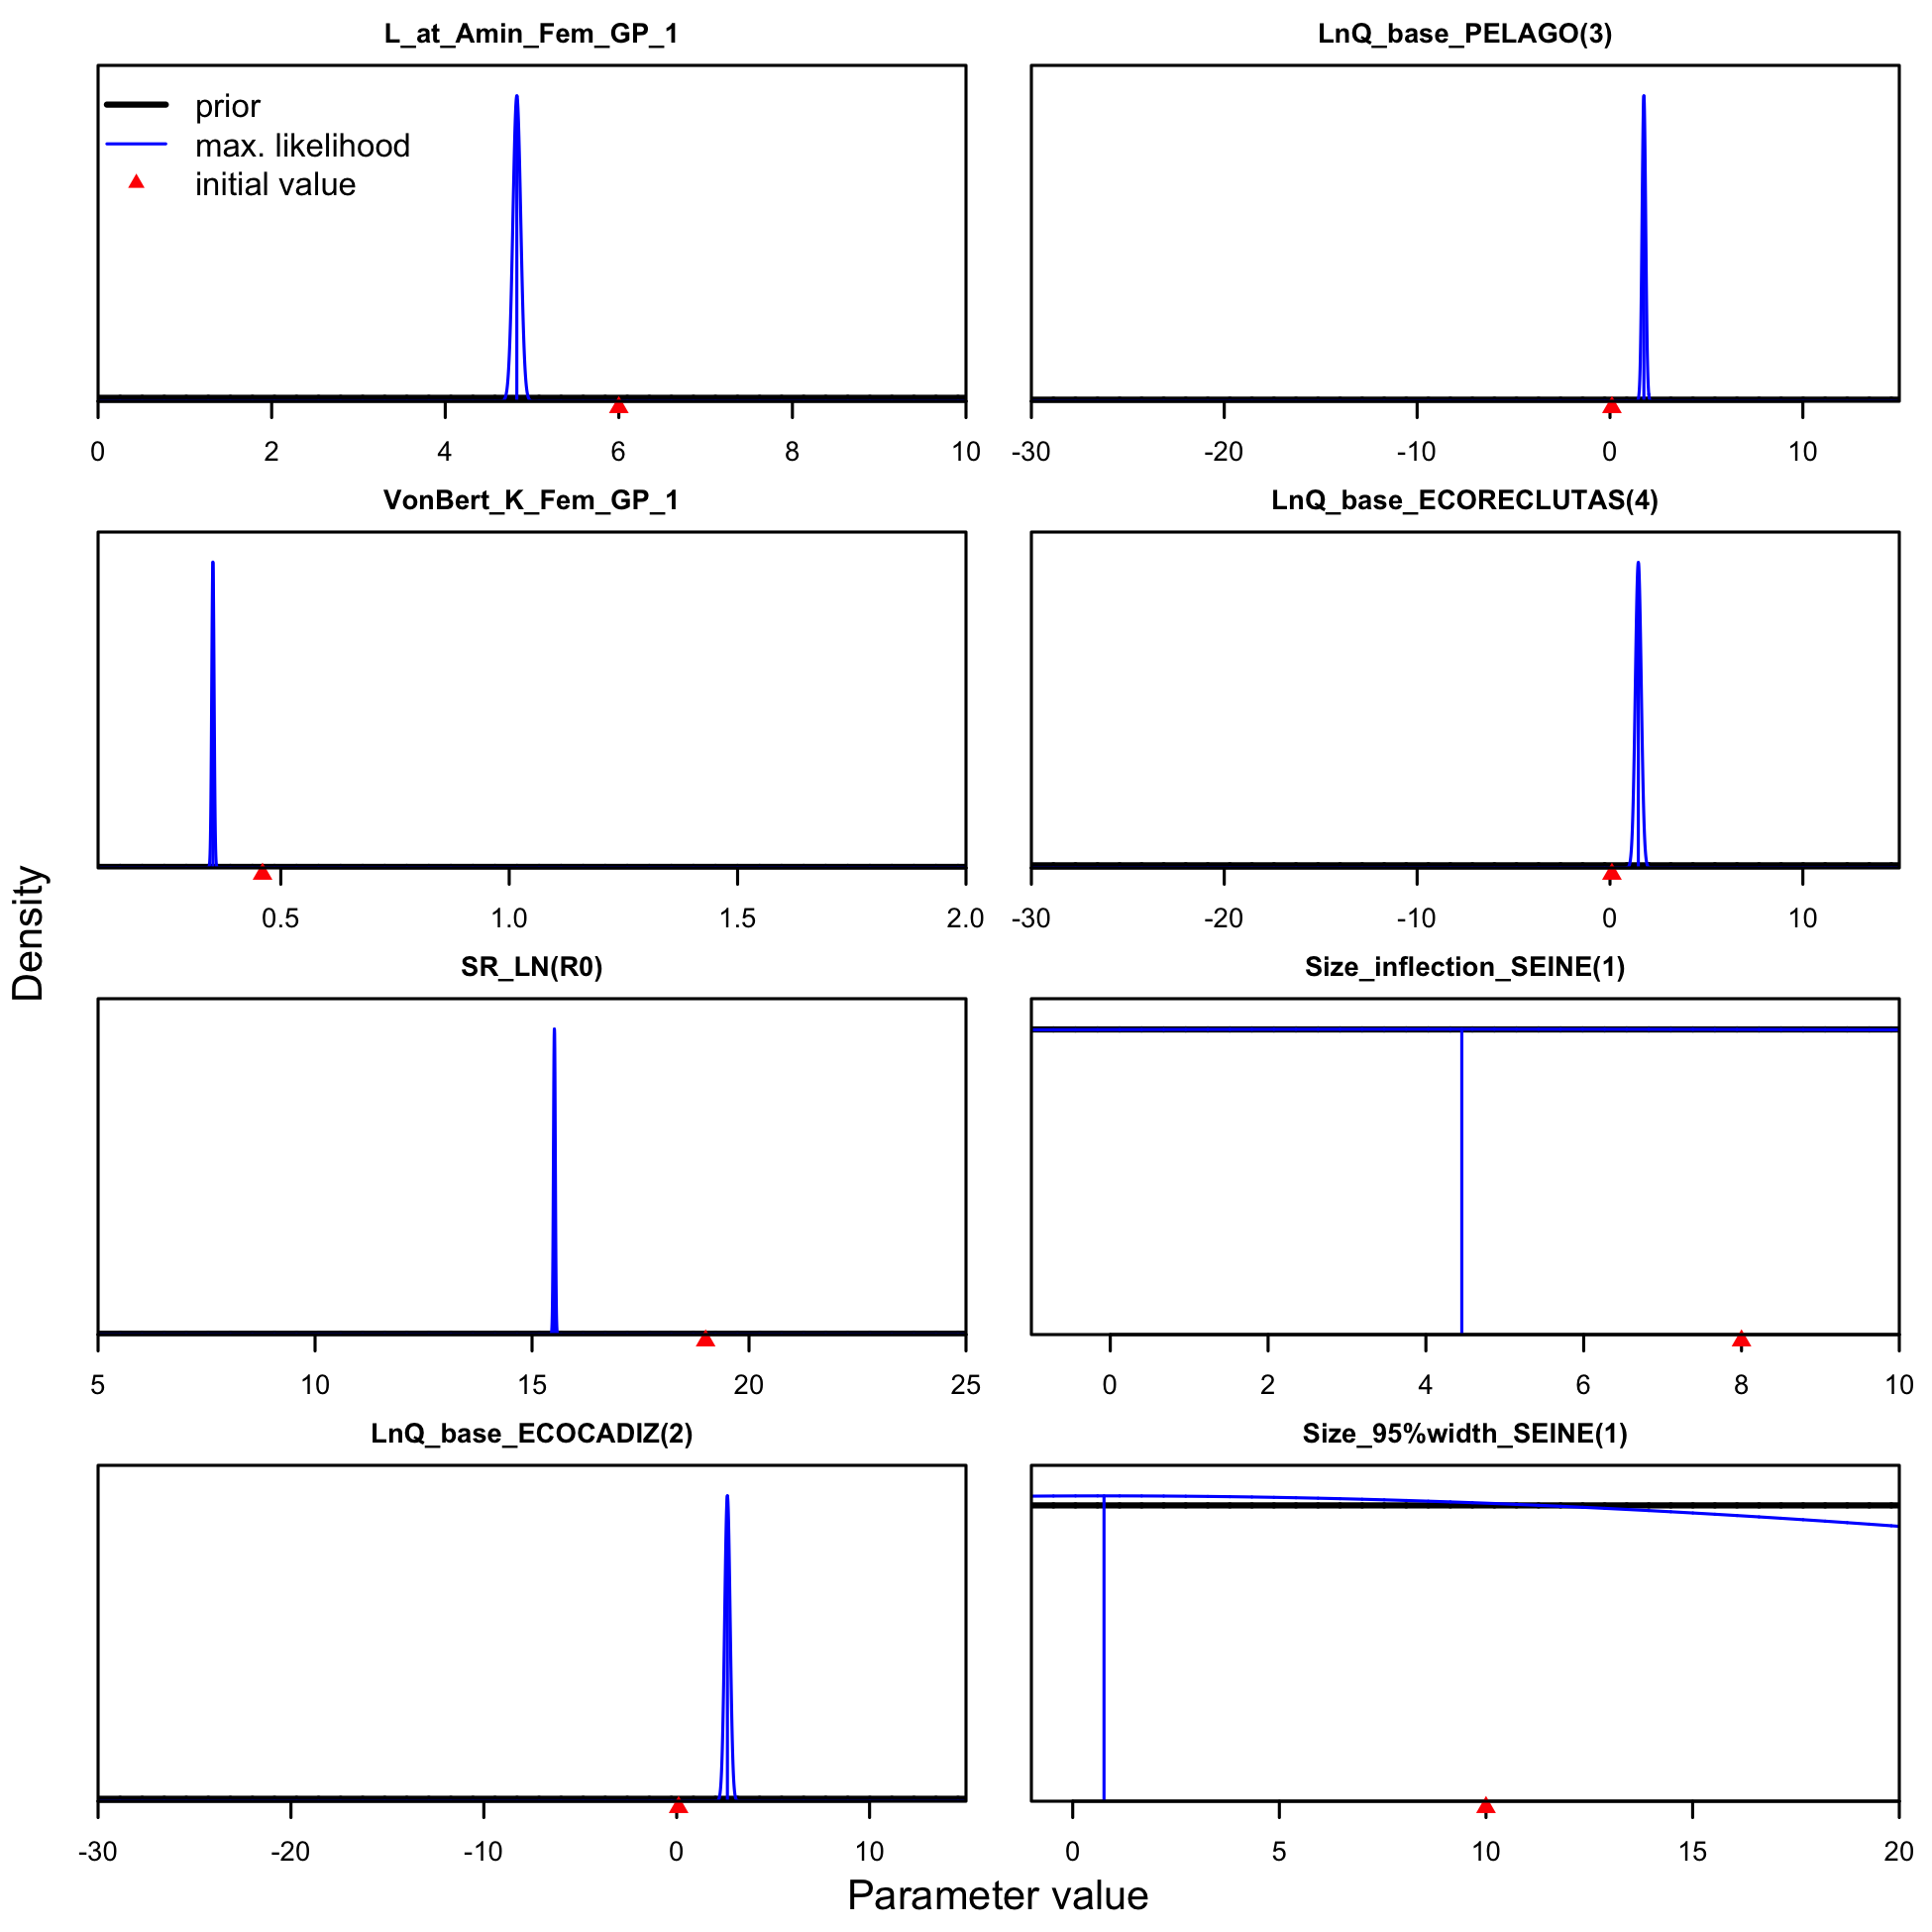 L_at_Amin_Fem_GP_1
prior
max. likelihood
initial value
0 2 4 6 8 10
LnQ_base_PELAGO(3)
-30 -20 -10 0 10
VonBert_K_Fem_GP_1
0.5 1.0 1.5 2.0
LnQ_base_ECORECLUTAS(4)
-30 -20 -10 0 10
SR_LN(R0)
5 10 15 20 25
Size_inflection_SEINE(1)
0 2 4 6 8 10
LnQ_base_ECOCADIZ(2)
-30 -20 -10 0 10
Size_95%width_SEINE(1)
0 5 10 15 20
Density
Parameter value